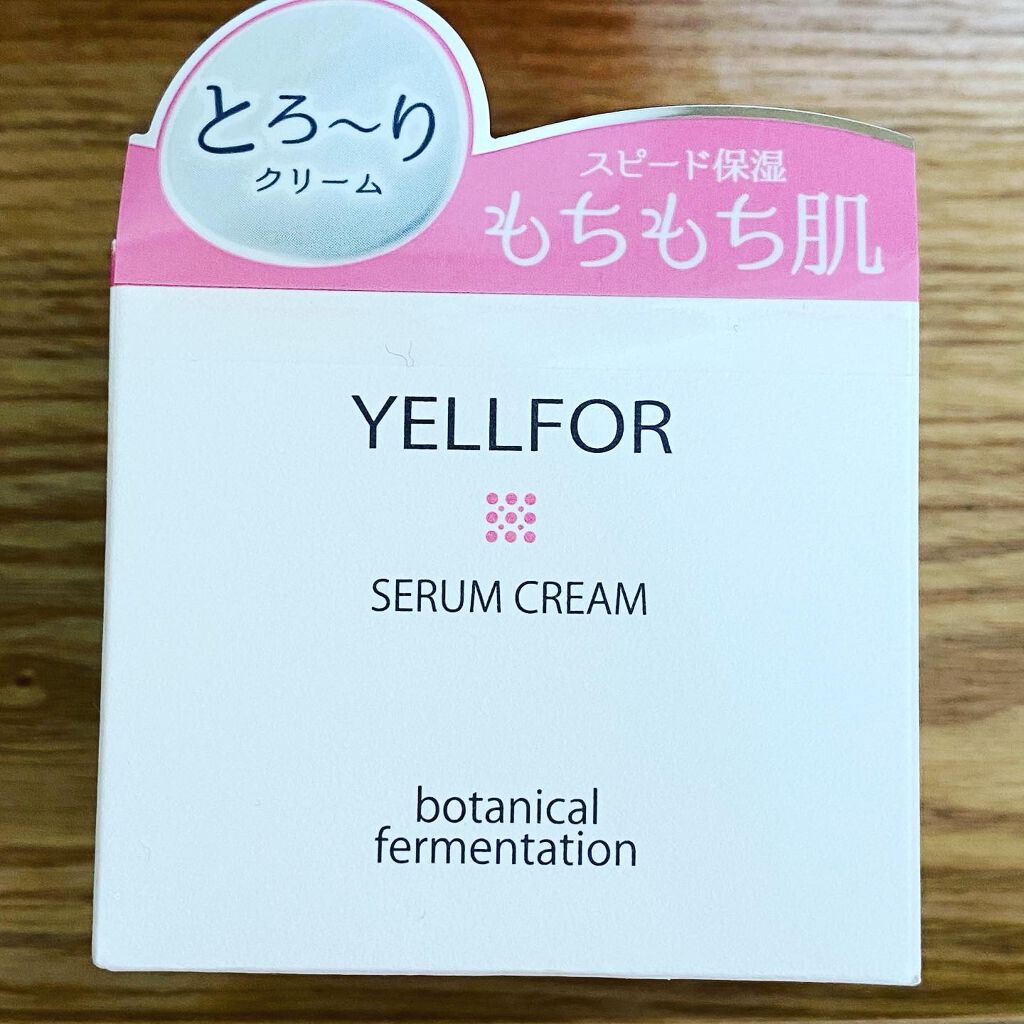 とろ〜り
クリーム
スピード保湿
もちもち肌
YELLFOR
SERUM CREAM
botanical
fermentation